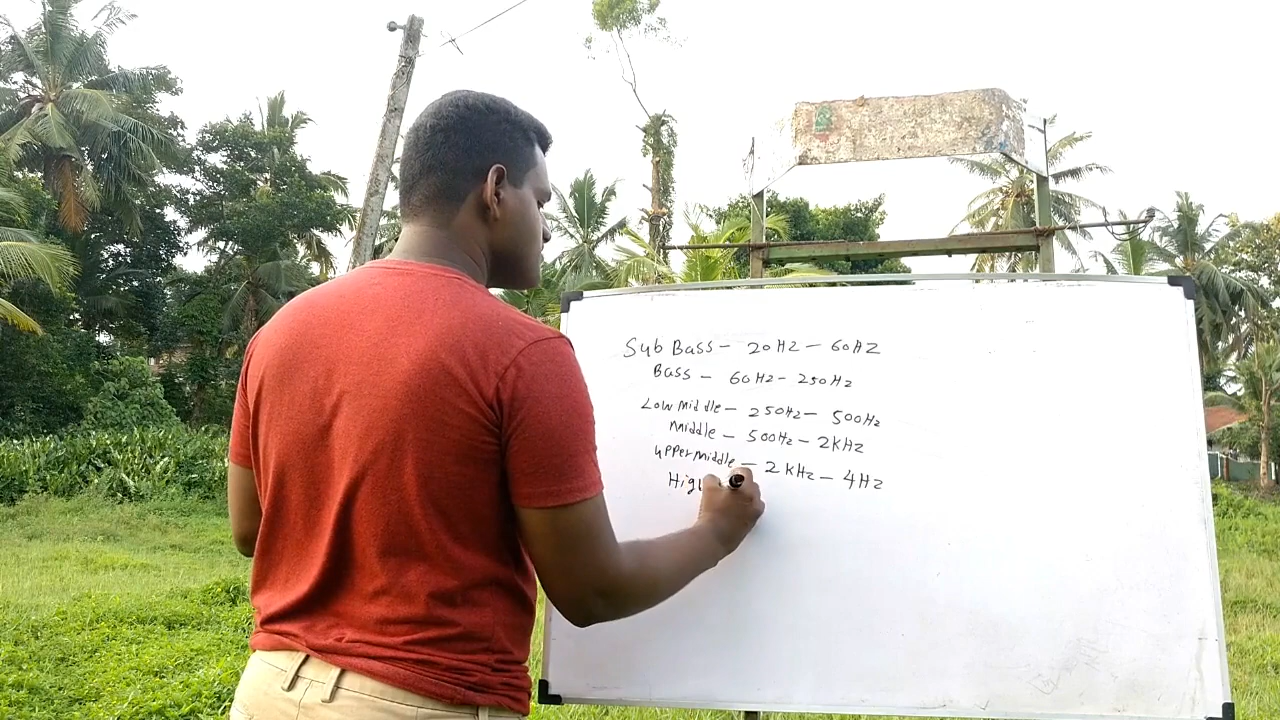 Sub Bass - 20Hz - 60HZ
Bass - 60Hz - 250Hz
Low middle - 250Hz - 500Hz
middle - 500Hz - 2kHz
upper middle - 2kHz - 4Hz